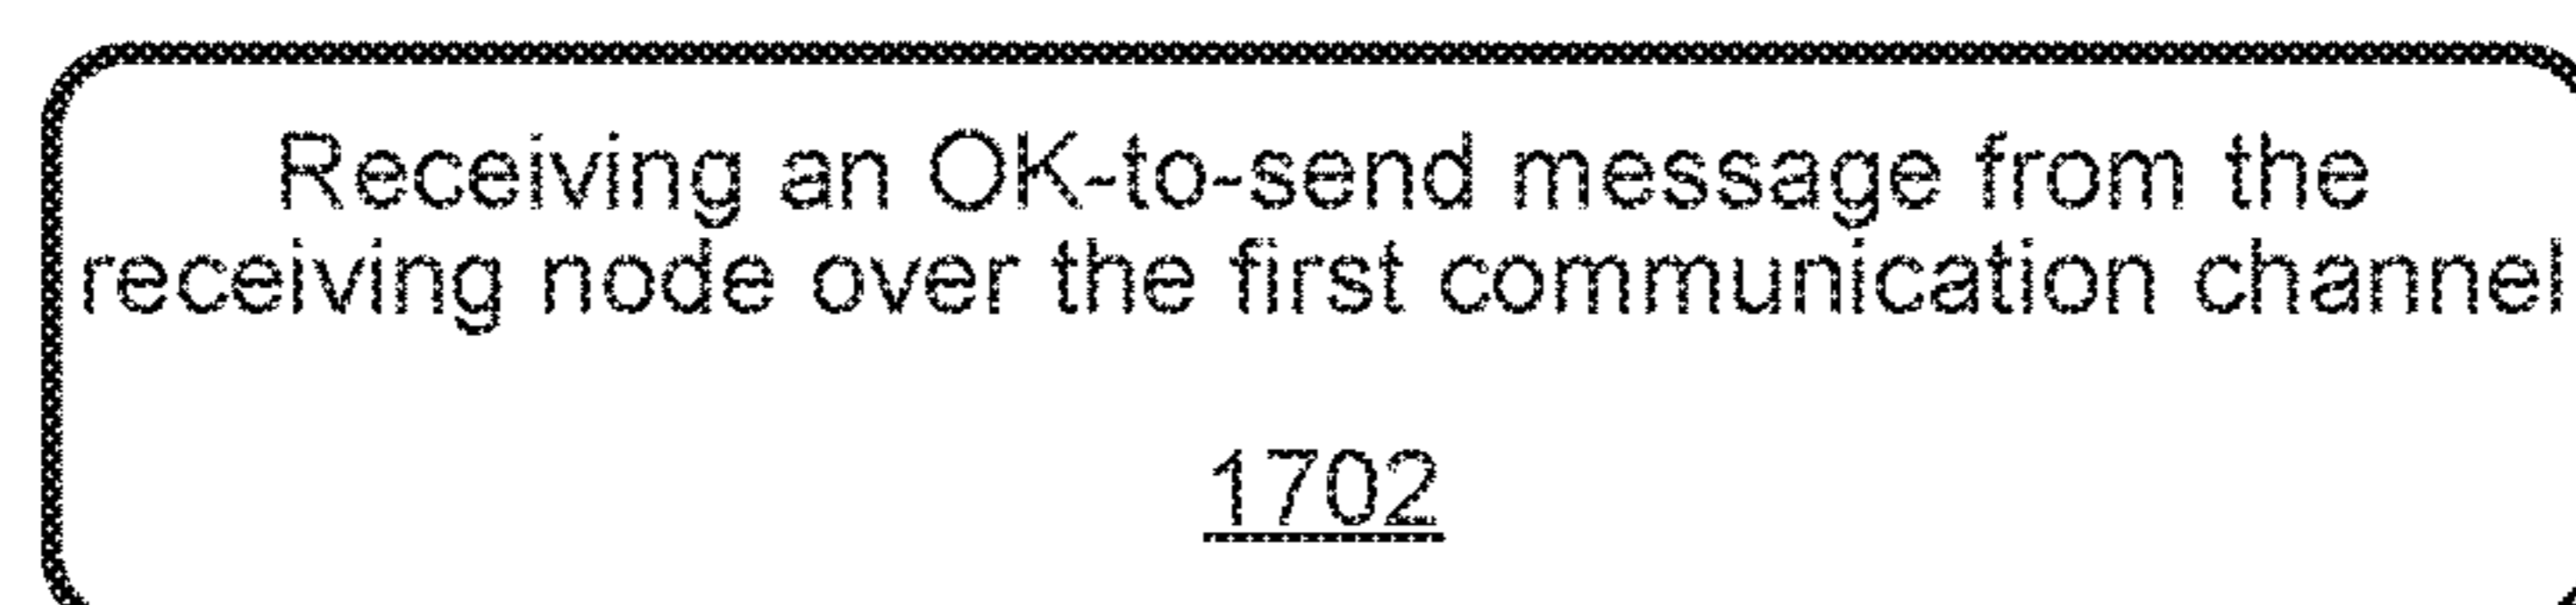 Receiving an OK-to-send message from the
receiving node over the first communication channel
1702